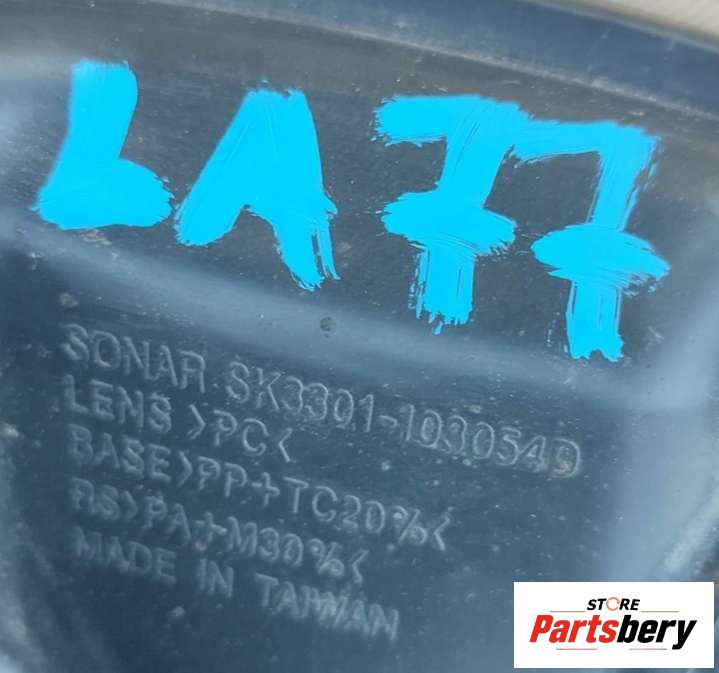 LA77
SONAR SK3301-103054D
LENS >PC<
BASE>PP+TC20%<
RS>PA+M30%<
MADE IN TAIWAN
STORE
Partsbery